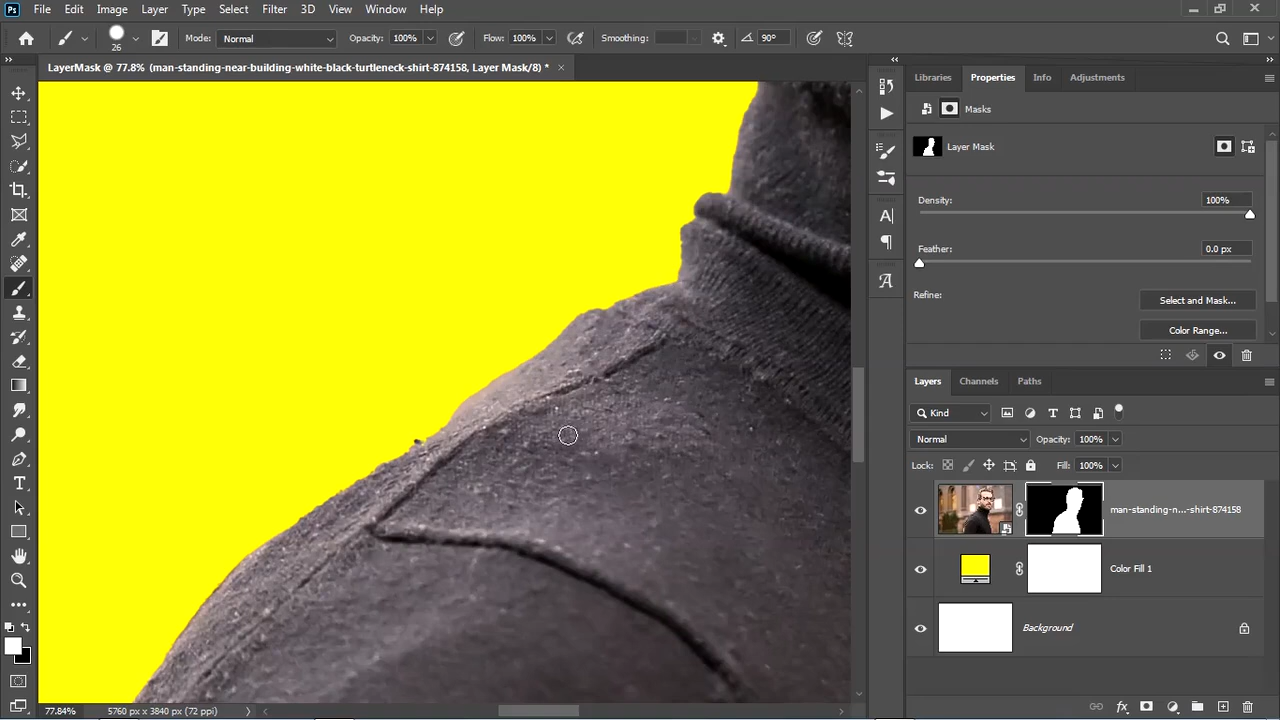 Ps File Edit Image Layer Type Select Filter 3D View Window Help
26 Mode: Normal Opacity: 100% Flow: 100% Smoothing: 90°
LayerMask @ 77.8% (man-standing-near-building-white-black-turtleneck-shirt-874158, Layer Mask/8) *
Libraries Properties Info Adjustments
Masks
Layer Mask
Density: 100%
Feather: 0.0 px
Refine: Select and Mask...
Color Range...
Layers Channels Paths
Kind
Normal Opacity: 100%
Lock: Fill: 100%
man-standing-n...-shirt-874158
Color Fill 1
Background
77.84% 5760 px x 3840 px (72 ppi)